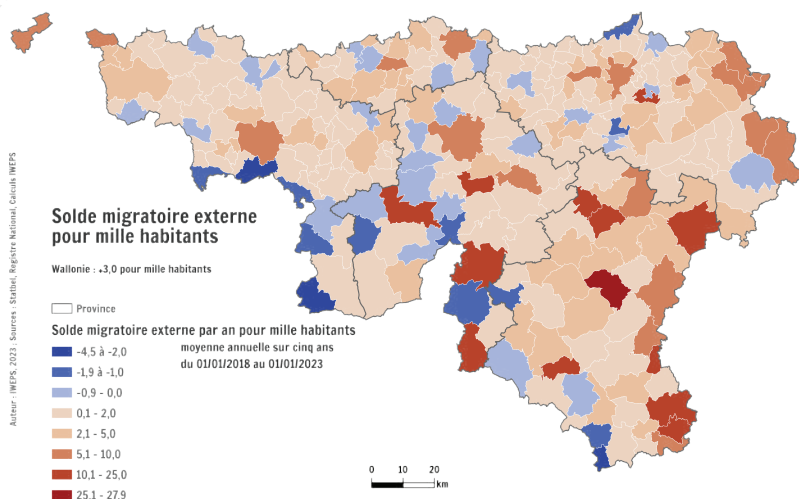 Auteur : IWEPS, 2023 ; Sources : Statbel, Registre National, Calculs IWEPS
Solde migratoire externe
pour mille habitants
Wallonie : +3,0 pour mille habitants
Province
Solde migratoire externe par an pour mille habitants
moyenne annuelle sur cinq ans
du 01/01/2018 au 01/01/2023
-4,5 à -2,0
-1,9 à -1,0
-0,9 - 0,0
0,1 - 2,0
2,1 - 5,0
5,1 - 10,0
10,1 - 25,0
25,1 - 27,9
0 10 20
km